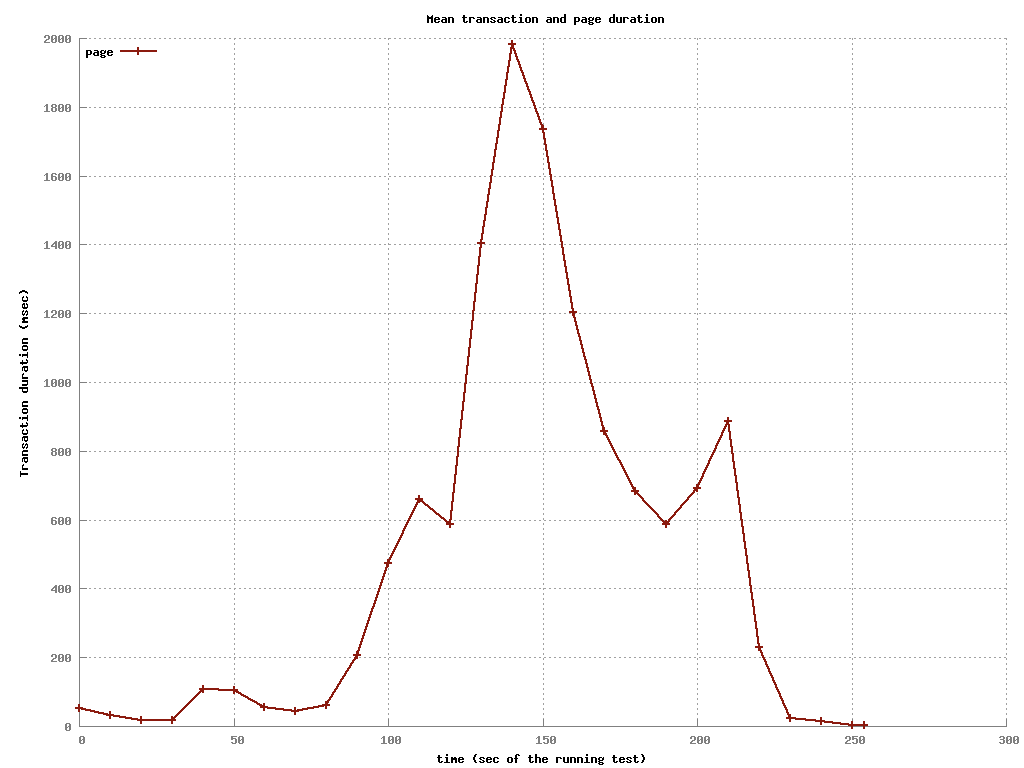 Mean transaction and page duration
page
2000
1800
1600
1400
1200
1000
800
600
400
200
0
Transaction duration (msec)
0 50 100 150 200 250 300
time (sec of the running test)